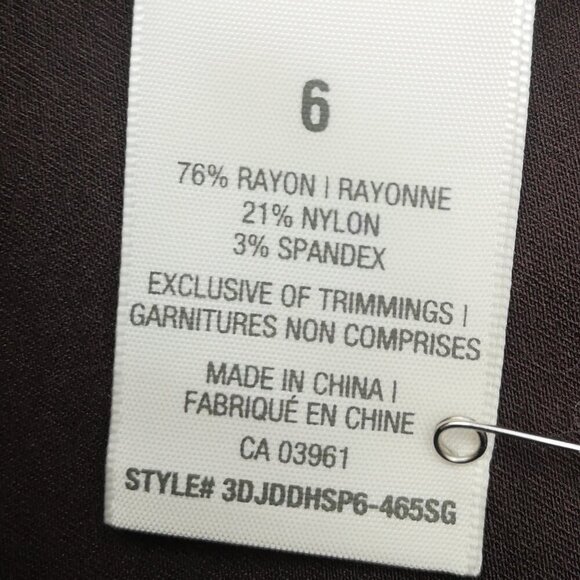 6
76% RAYON | RAYONNE
21% NYLON
3% SPANDEX
EXCLUSIVE OF TRIMMINGS |
GARNITURES NON COMPRISES
MADE IN CHINA |
FABRIQUÉ EN CHINE
CA 03961
STYLE# 3DJDDHSP6-465SG